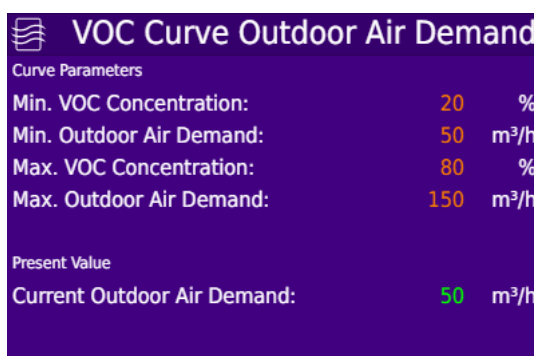 VOC Curve Outdoor Air Demand
Curve Parameters
Min. VOC Concentration: 20 %
Min. Outdoor Air Demand: 50 m³/h
Max. VOC Concentration: 80 %
Max. Outdoor Air Demand: 150 m³/h
Present Value
Current Outdoor Air Demand: 50 m³/h